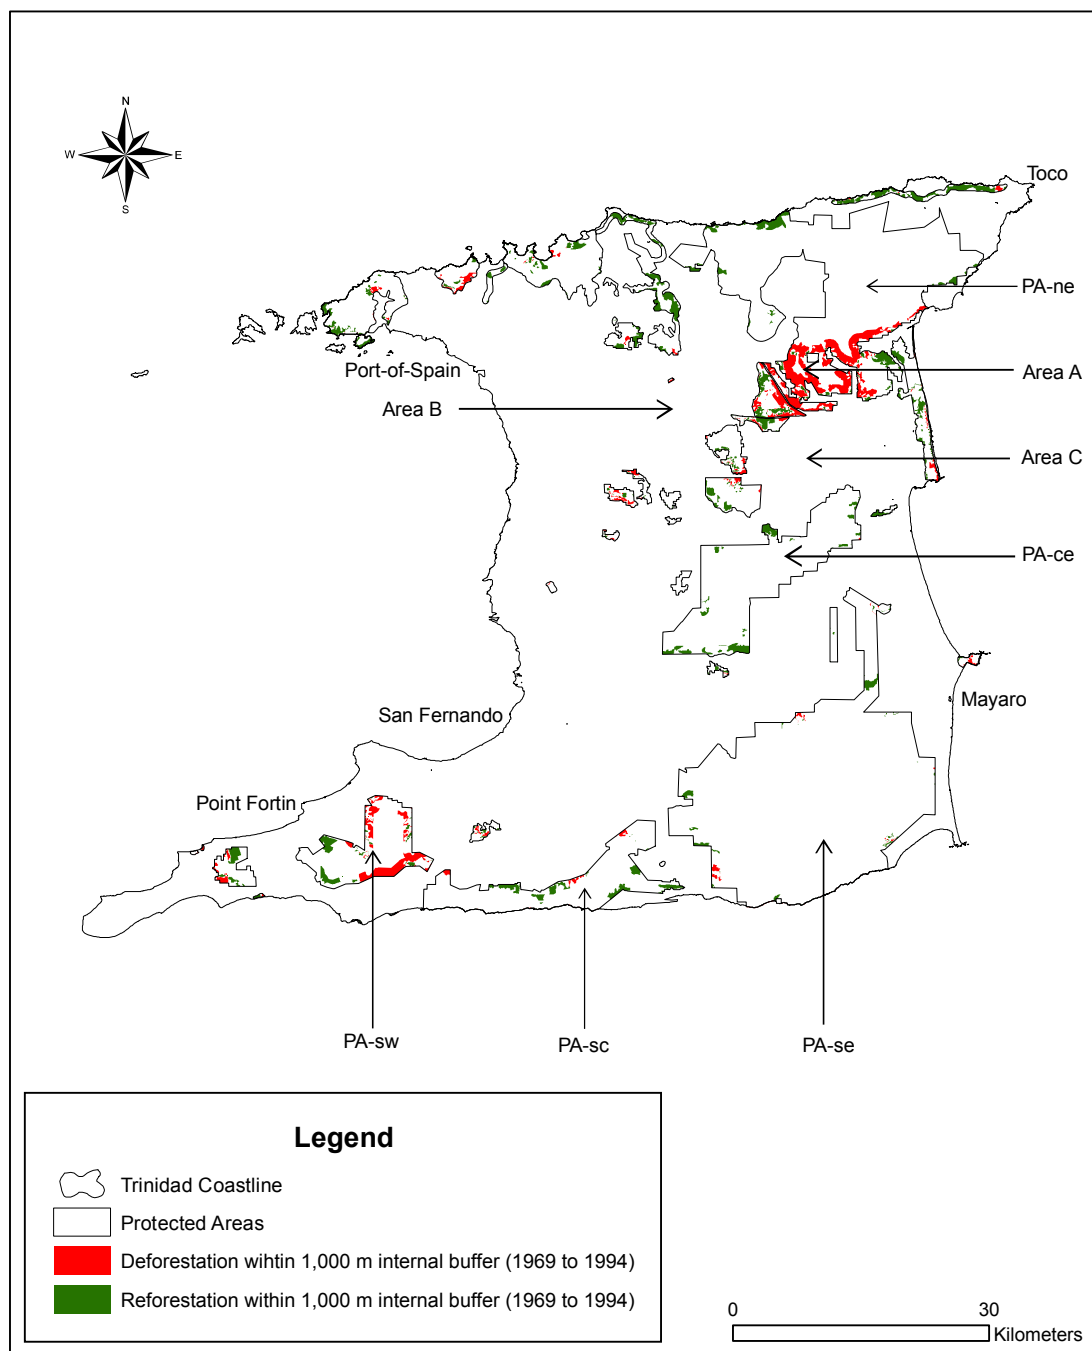 N
W
E
S
Toco
PA-ne
Port-of-Spain
Area A
Area B
Area C
PA-ce
Mayaro
San Fernando
Point Fortin
PA-sw
PA-sc
PA-se
Legend
Trinidad Coastline
Protected Areas
Deforestation wihtin 1,000 m internal buffer (1969 to 1994)
Reforestation within 1,000 m internal buffer (1969 to 1994)
0 30
Kilometers